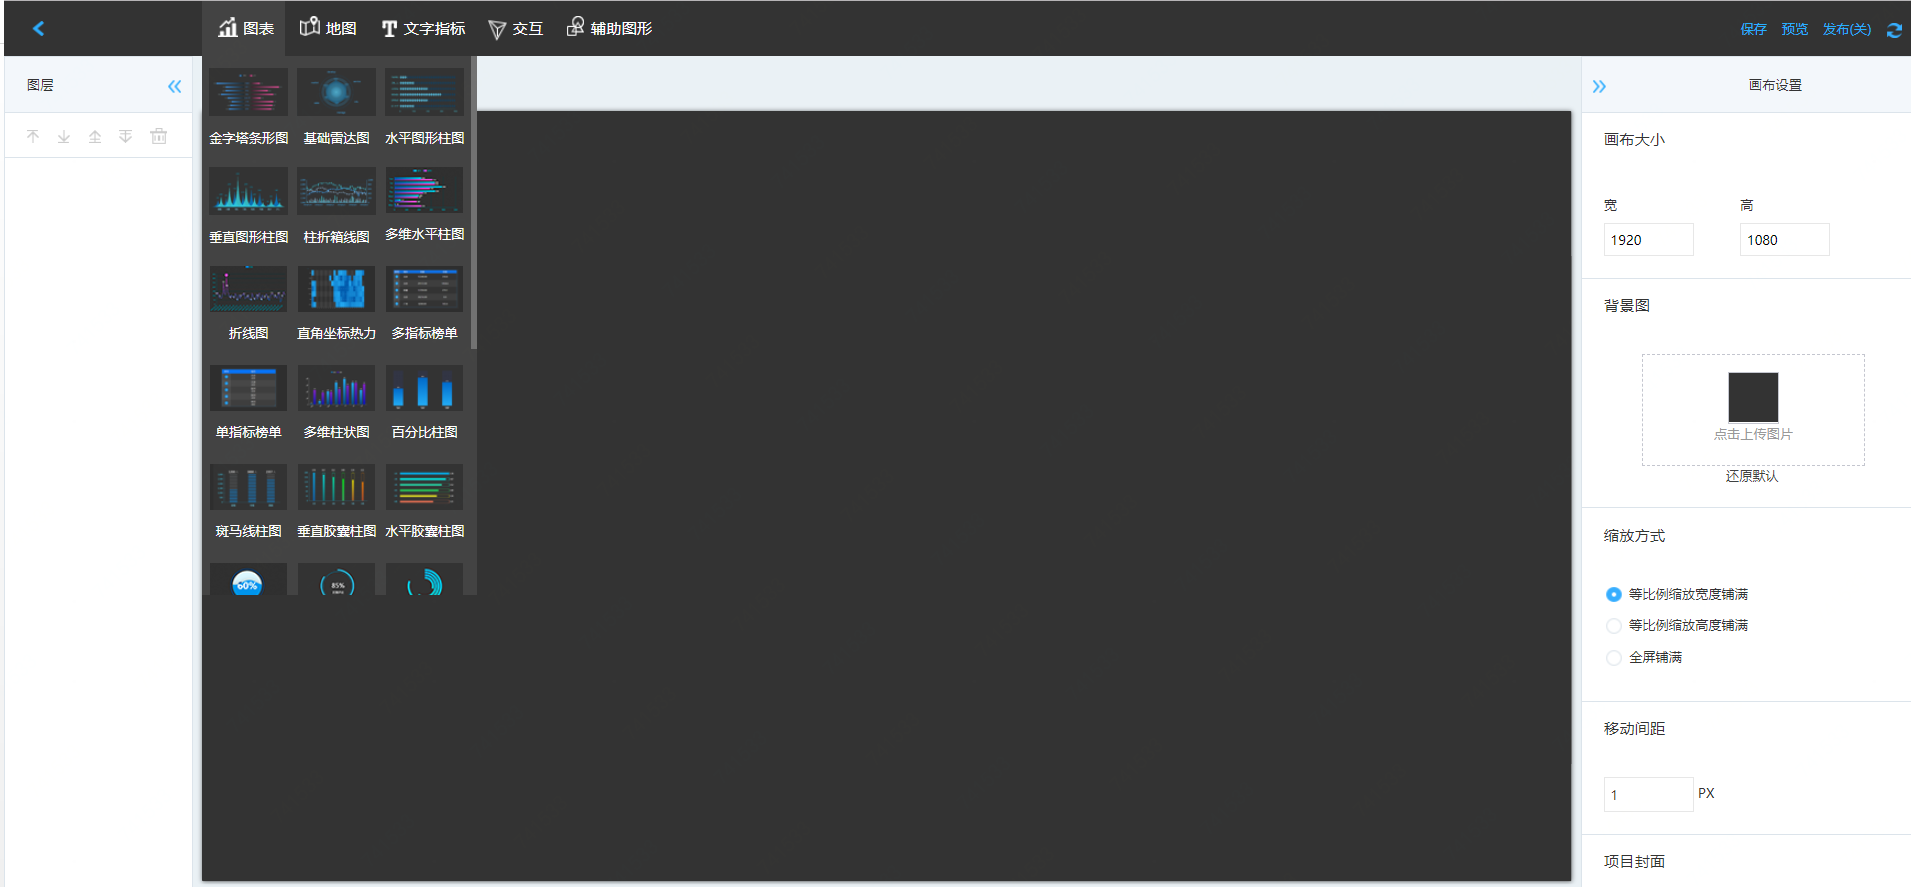 图表 地图 文字指标 交互 辅助图形 保存 预览 发布(关)
图层
画布设置
金字塔条形图 基础雷达图 水平图形柱图
垂直图形柱图 柱折箱线图 多维水平柱图
折线图 直角坐标热力 多指标榜单
单指标榜单 多维柱状图 百分比柱图
斑马线柱图 垂直胶囊柱图 水平胶囊柱图
60% 85%
画布大小
宽 高
1920 1080
背景图
点击上传图片
还原默认
缩放方式
等比例缩放宽度铺满
等比例缩放高度铺满
全屏铺满
移动间距
1 PX
项目封面